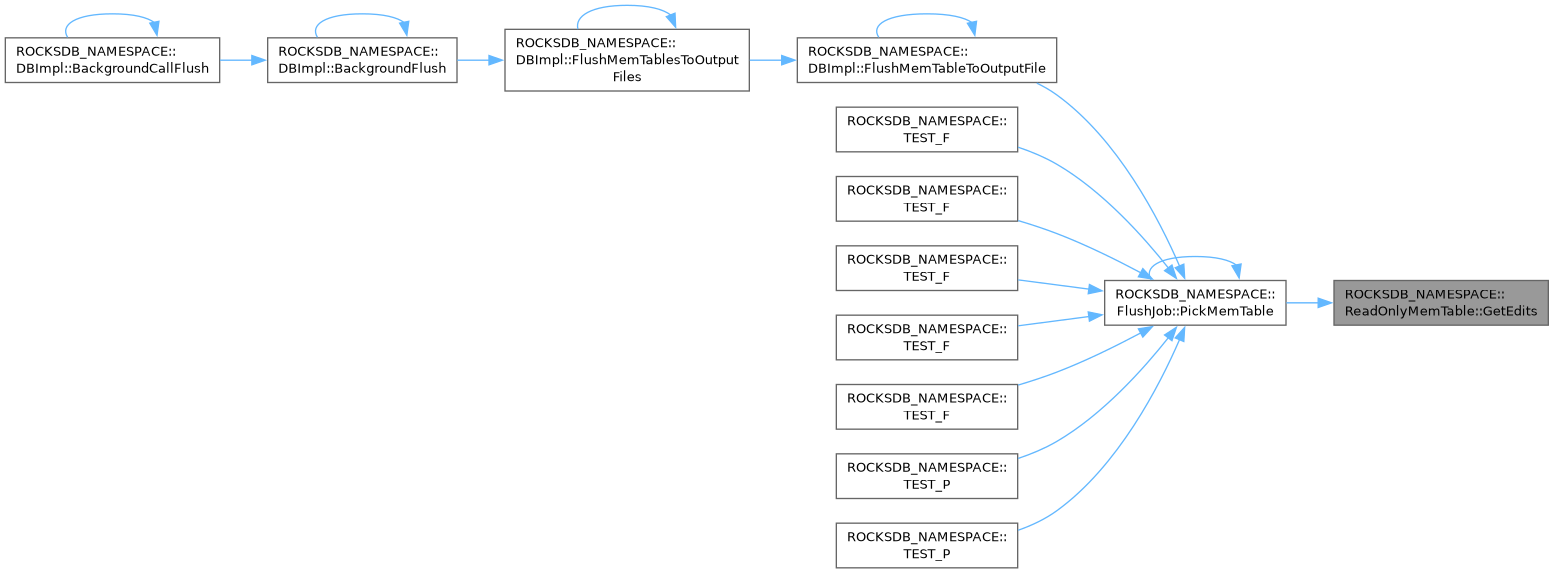 ROCKSDB_NAMESPACE::
DBImpl::BackgroundCallFlush
ROCKSDB_NAMESPACE::
DBImpl::BackgroundFlush
ROCKSDB_NAMESPACE::
DBImpl::FlushMemTablesToOutput
Files
ROCKSDB_NAMESPACE::
DBImpl::FlushMemTableToOutputFile
ROCKSDB_NAMESPACE::
TEST_F
ROCKSDB_NAMESPACE::
TEST_F
ROCKSDB_NAMESPACE::
TEST_F
ROCKSDB_NAMESPACE::
TEST_F
ROCKSDB_NAMESPACE::
TEST_F
ROCKSDB_NAMESPACE::
TEST_P
ROCKSDB_NAMESPACE::
TEST_P
ROCKSDB_NAMESPACE::
FlushJob::PickMemTable
ROCKSDB_NAMESPACE::
ReadOnlyMemTable::GetEdits